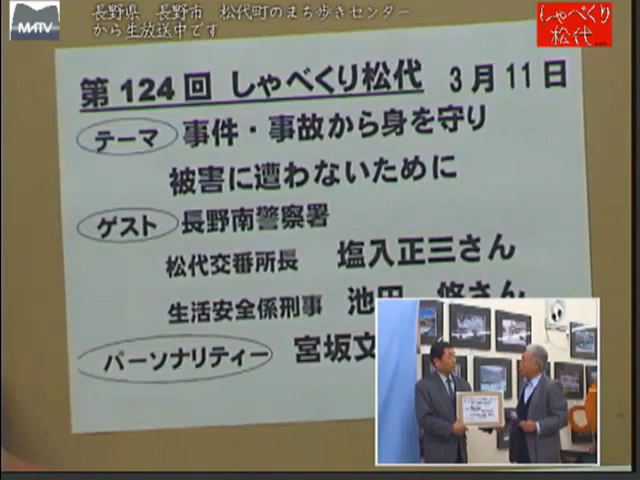 MATV
長野県 長野市 松代町のまち歩きセンター
から生放送中です
しゃべくり
松代
第124回 しゃべくり松代 3月11日
テーマ 事件・事故から身を守り
被害に遭わないために
ゲスト 長野南警察署
松代交番所長 塩入正三さん
生活安全係刑事 池田 修さん
パーソナリティー 宮坂文